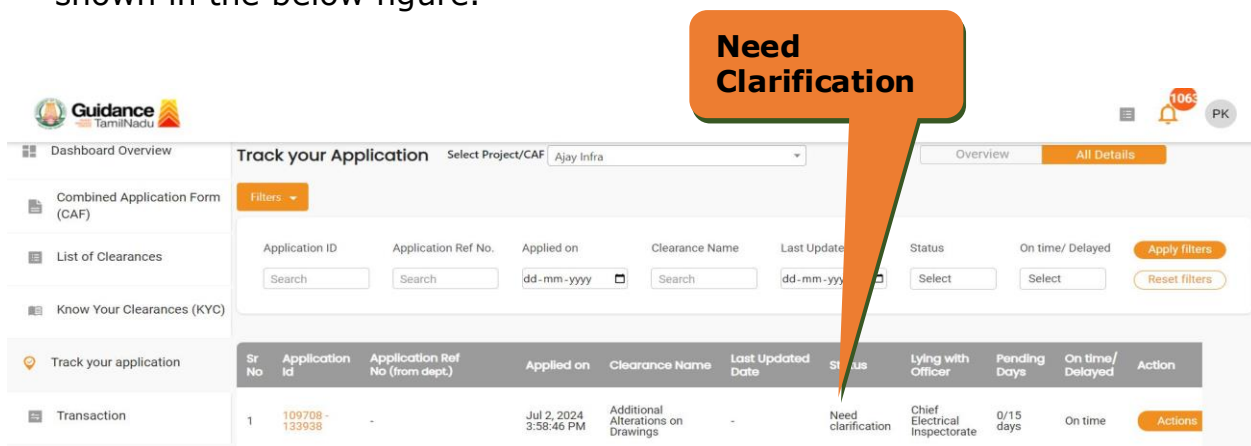 shown in the below figure.
Need
Clarification
Guidance
TamilNadu
1063
PK
Dashboard Overview
Track your Application
Select Project/CAF
Ajay Infra
Overview
All Details
Combined Application Form
(CAF)
Filters
List of Clearances
Application ID
Application Ref No.
Applied on
Clearance Name
Last Update
Status
On time/ Delayed
Apply filters
Search
Search
dd-mm-yyyy
Search
dd-mm-yyy
Select
Select
Reset filters
Know Your Clearances (KYC)
Track your application
Sr
No
Application
Id
Application Ref
No (from dept.)
Applied on
Clearance Name
Last Updated
Date
Status
Lying with
Officer
Pending
Days
On time/
Delayed
Action
Transaction
1
109708 -
133938
-
Jul 2, 2024
3:58:46 PM
Additional
Alterations on
Drawings
-
Need
clarification
Chief
Electrical
Inspectorate
0/15
days
On time
Actions